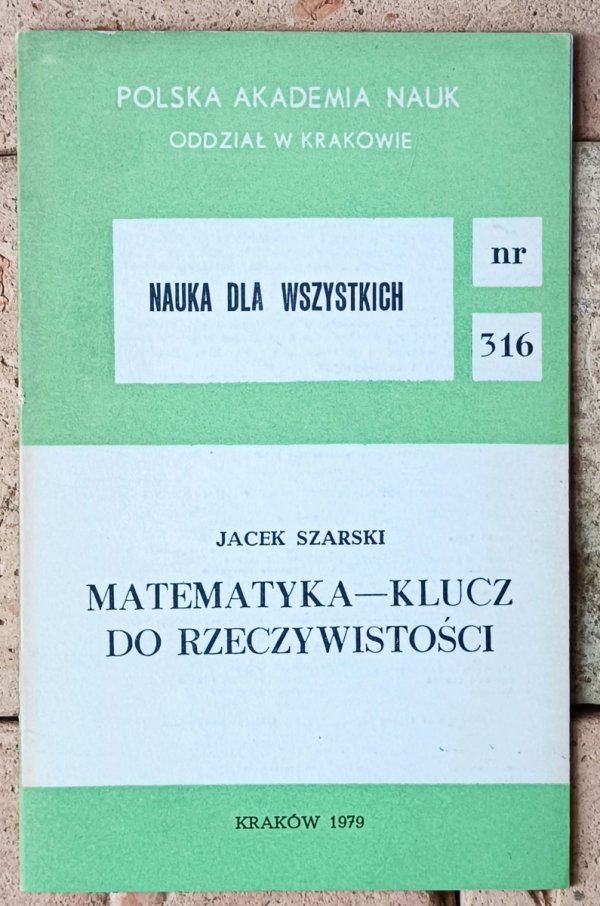 POLSKA AKADEMIA NAUK
ODDZIAŁ W KRAKOWIE
NAUKA DLA WSZYSTKICH
nr
316
JACEK SZARSKI
MATEMATYKA—KLUCZ
DO RZECZYWISTOŚCI
KRAKÓW 1979